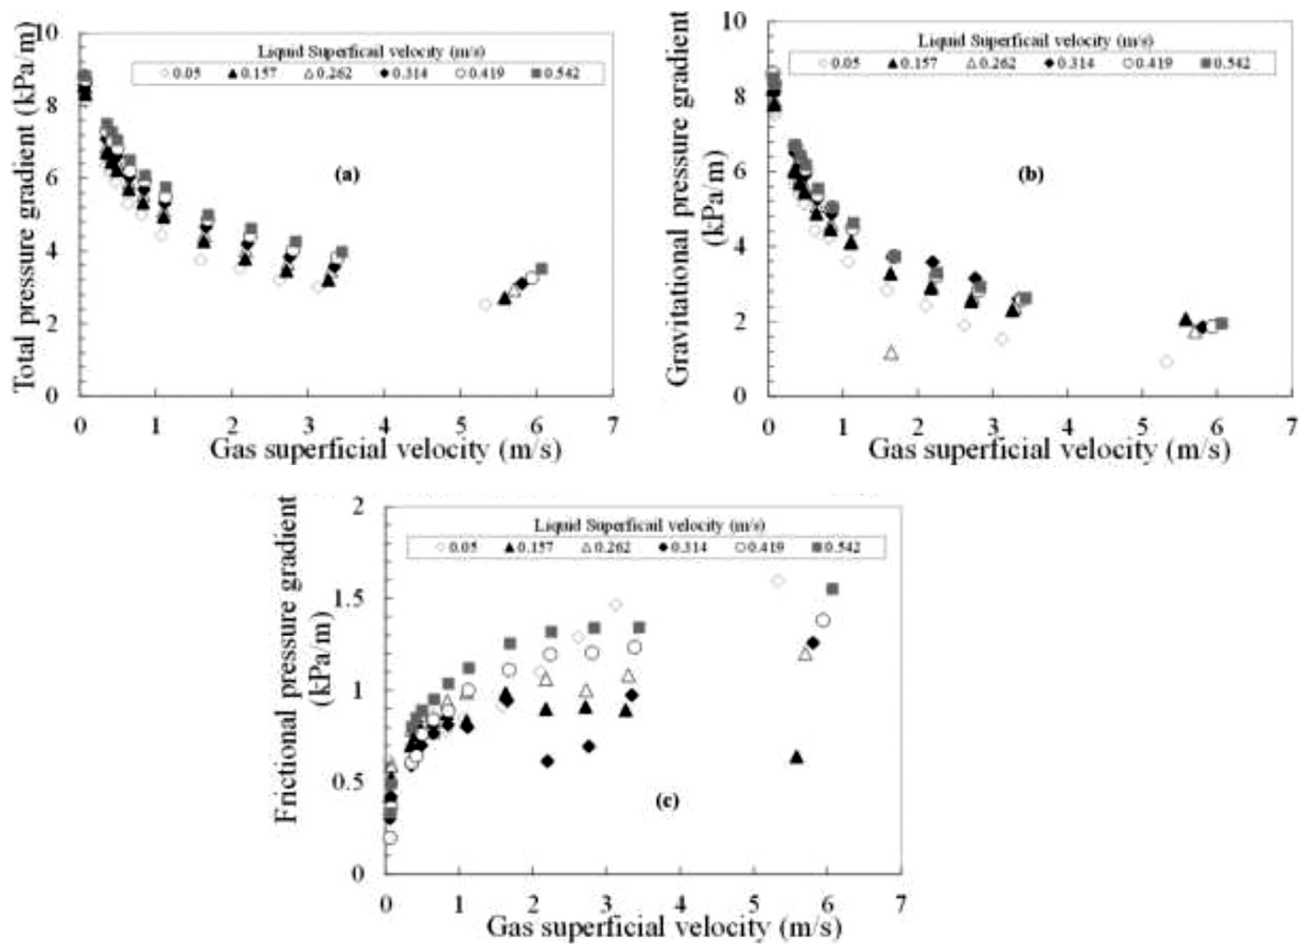 Total pressure gradient (kPa/m)
10
8
6
4
2
0
Liquid Superficail velocity (m/s)
0.05 0.157 0.262 0.314 0.419 0.542
(a)
0 1 2 3 4 5 6 7
Gas superficial velocity (m/s)
Gravitational pressure gradient
(kPa/m)
10
8
6
4
2
0
Liquid Superficail velocity (m/s)
0.05 0.157 0.262 0.314 0.419 0.542
(b)
0 1 2 3 4 5 6 7
Gas superficial velocity (m/s)
Frictional pressure gradient
(kPa/m)
2
1.5
1
0.5
0
Liquid Superficail velocity (m/s)
0.05 0.157 0.262 0.314 0.419 0.542
(c)
0 1 2 3 4 5 6 7
Gas superficial velocity (m/s)